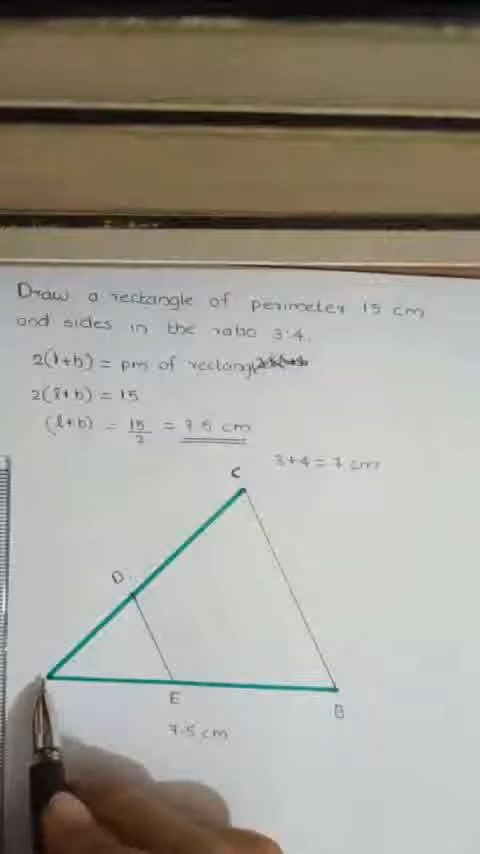 Draw a rectangle of perimeter 15 cm
and sides in the ratio 3:4.
2(l+b) = pm of rectangle
2(l+b) = 15
(l+b) = 15/2 = 7.5 cm
3+4=7 cm
C
D
E
B
7.5 cm